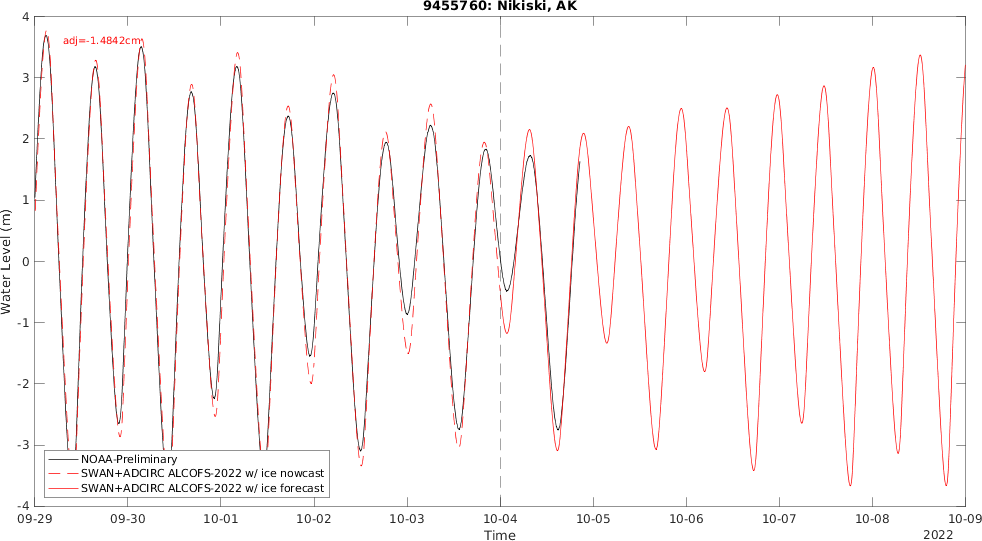 9455760: Nikiski, AK
adj=-1.4842cm
Water Level (m)
4
3
2
1
0
-1
-2
-3
-4
NOAA-Preliminary
SWAN+ADCIRC ALCOFS-2022 w/ ice nowcast
SWAN+ADCIRC ALCOFS-2022 w/ ice forecast
09-29 09-30 10-01 10-02 10-03 10-04 10-05 10-06 10-07 10-08 10-09
Time
2022